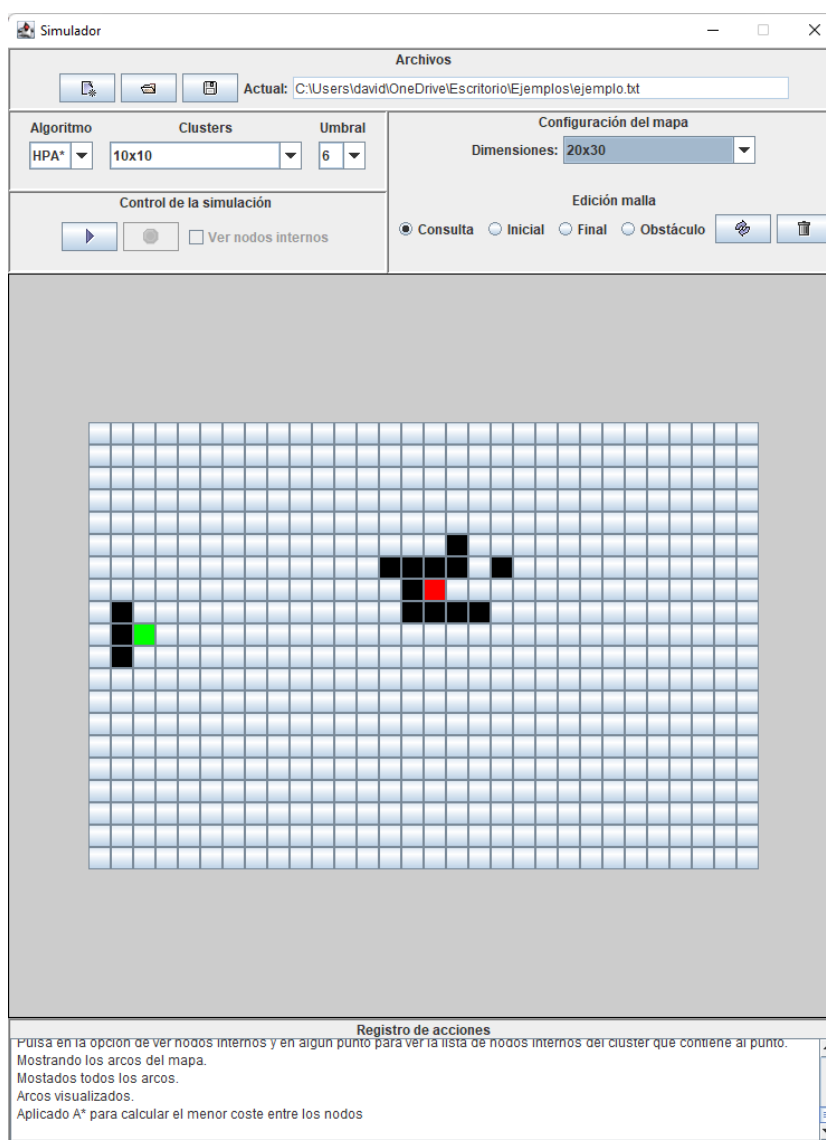 Simulador
Archivos
Actual: C:\Users\david\OneDrive\Escritorio\Ejemplos\ejemplo.txt
Algoritmo Clusters Umbral
HPA* 10x10 6
Configuración del mapa
Dimensiones: 20x30
Control de la simulación
Ver nodos internos
Edición malla
Consulta Inicial Final Obstáculo
Registro de acciones
Pulsa en la opción de ver nodos internos y en algún punto para ver la lista de nodos internos del cluster que contiene al punto.
Mostrando los arcos del mapa.
Mostados todos los arcos.
Arcos visualizados.
Aplicado A* para calcular el menor coste entre los nodos